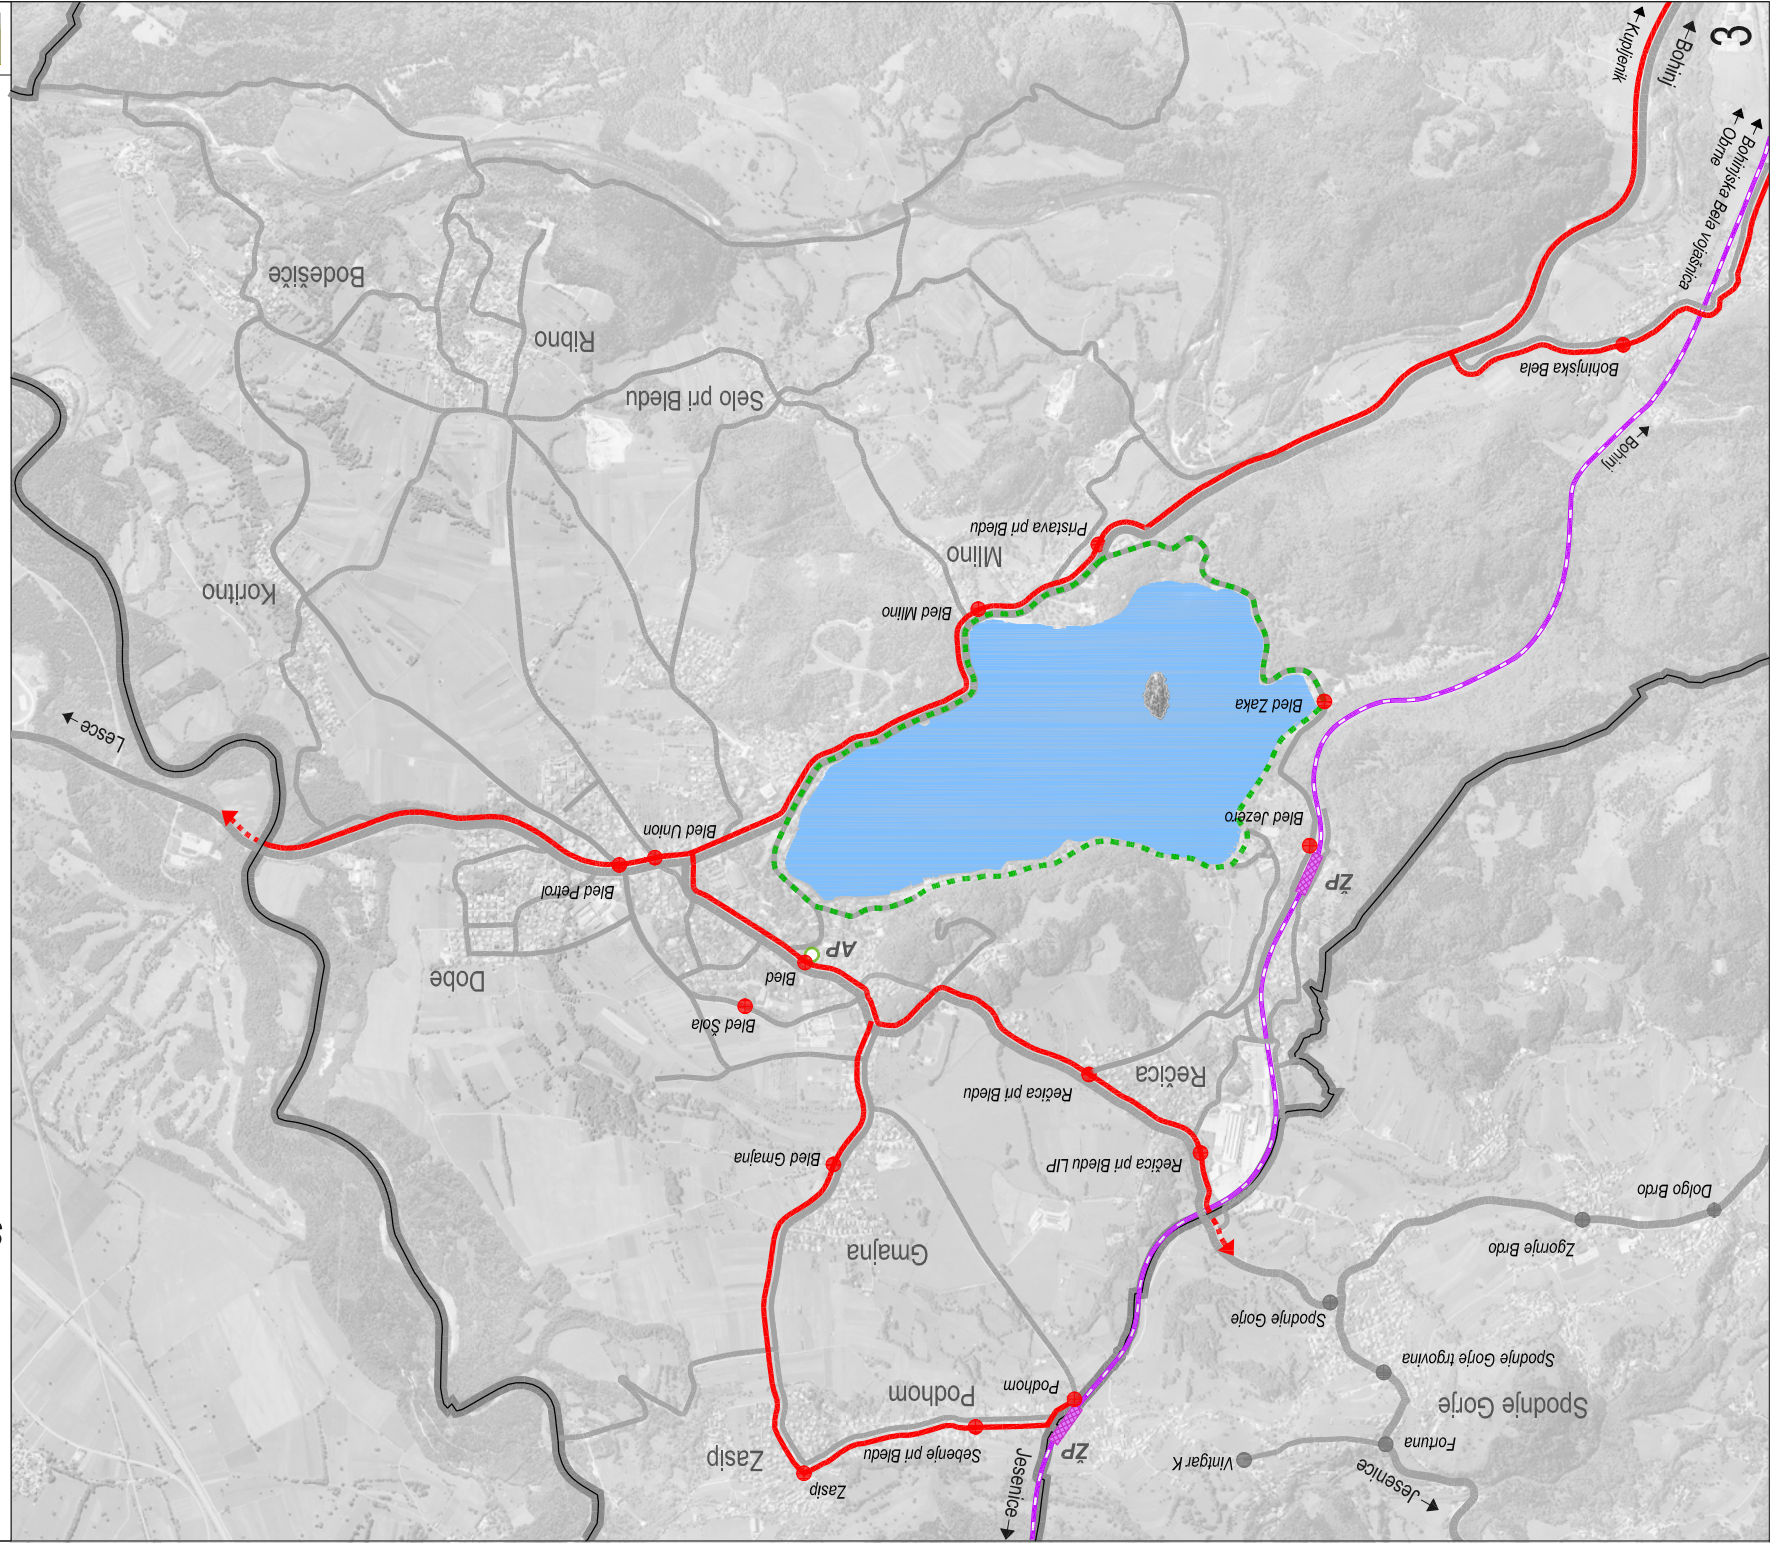 Jesenice
Zasip
Vintgar K
Jesenice
Fortuna
Zasip
Sebenje pri Bledu
ŽP
Podhom
Podhom
Spodnje Gorje
Spodnje Gorje trgovina
Spodnje Gorje
Gmajna
Zgornje Brdo
Dolgo Brdo
Bled Gmajna
Rečica pri Bledu LIP
Rečica pri Bledu
Rečica
Bled Šola
Dobe
Bled
AP
Bled Petrol
ŽP
Bled Union
Bled Jezero
Lesce
Bled Zaka
Bled Mlino
Koritno
Mlino
Pristava pri Bledu
Bohinj
Selo pri Bledu
Bohinjska Bela
Ribno
Bodešiče
Bohinjska Bela vojašnica
Obrne
Kupljenik
Bohinj
3